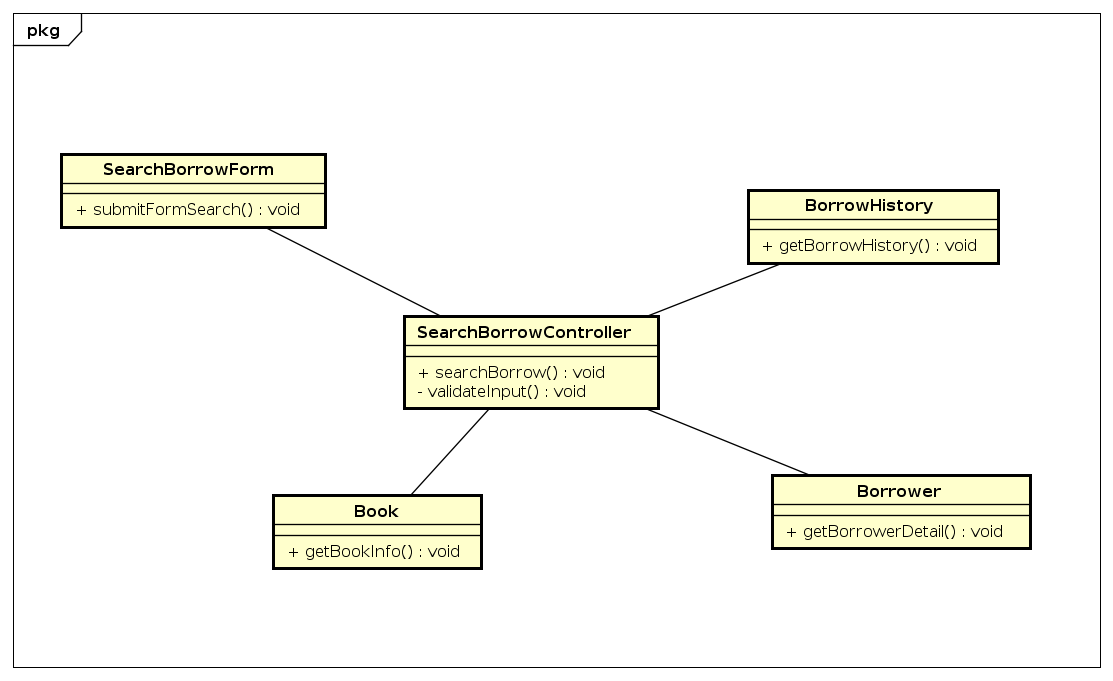 pkg
SearchBorrowForm
+ submitFormSearch() : void
BorrowHistory
+ getBorrowHistory() : void
SearchBorrowController
+ searchBorrow() : void
- validateInput() : void
Book
+ getBookInfo() : void
Borrower
+ getBorrowerDetail() : void